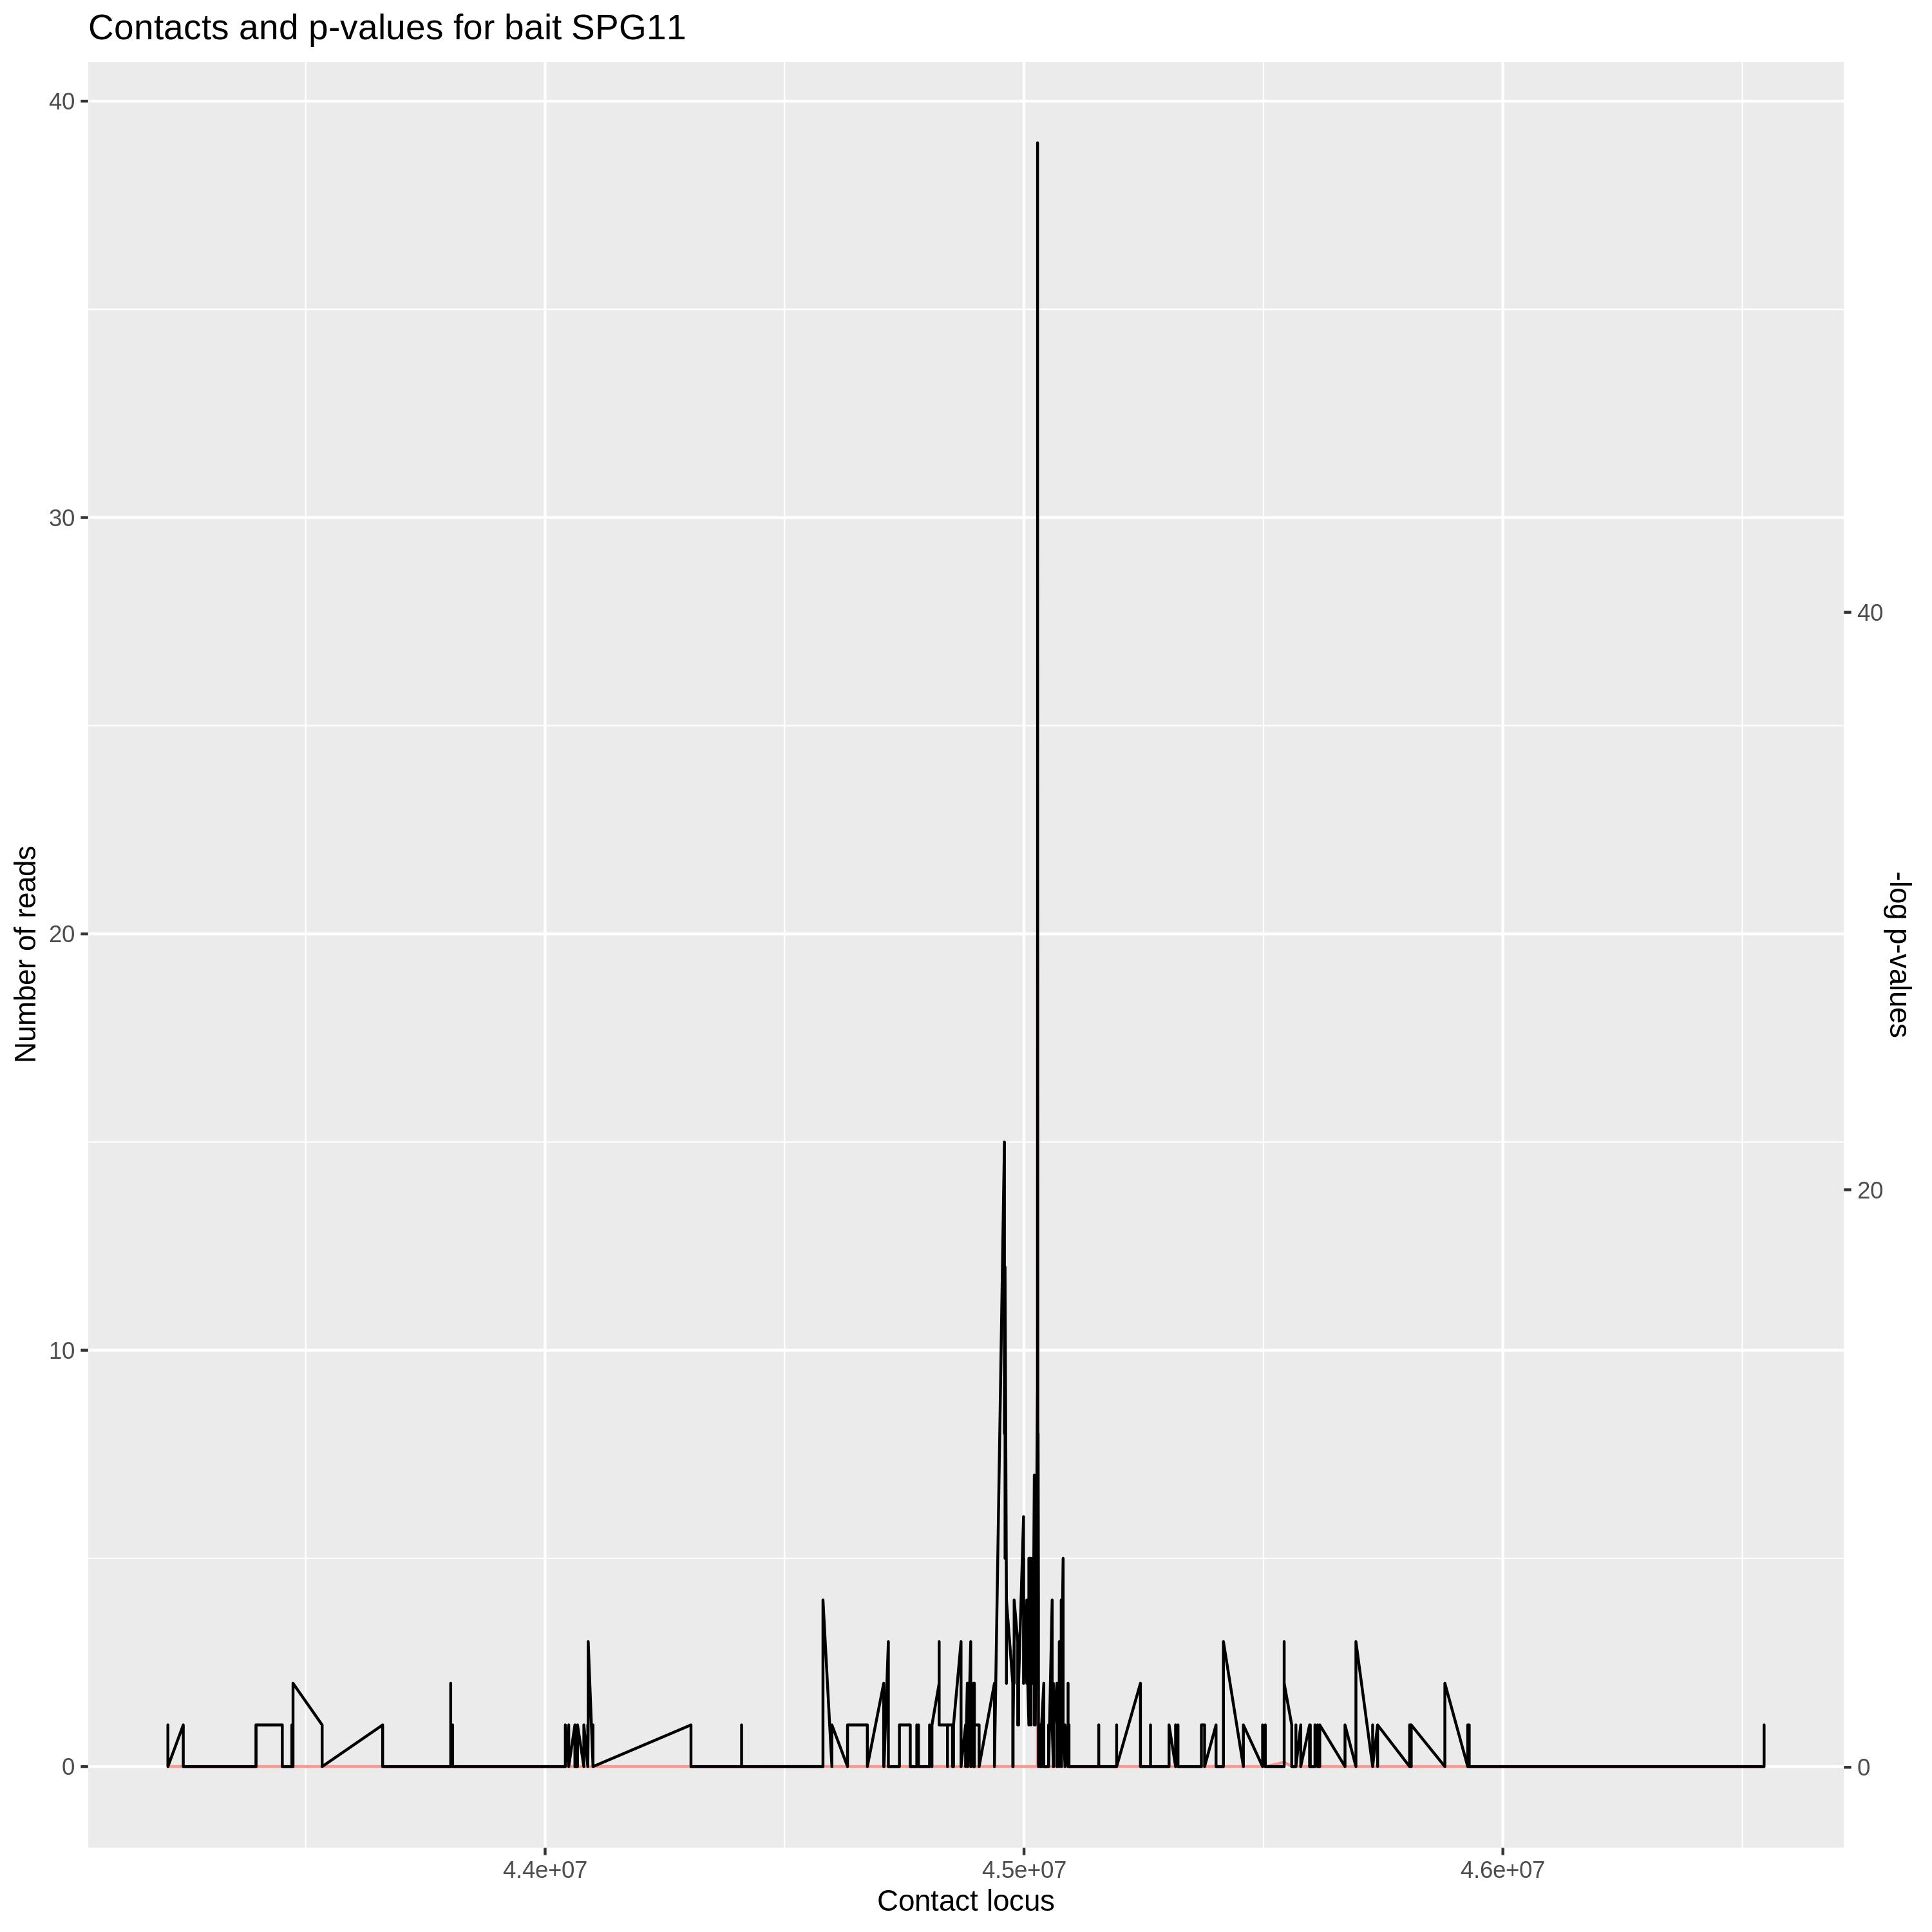 Contacts and p-values for bait SPG11
40
30
20
10
0
Number of reads
40
20
0
-log p-values
4.4e+07
4.5e+07
4.6e+07
Contact locus